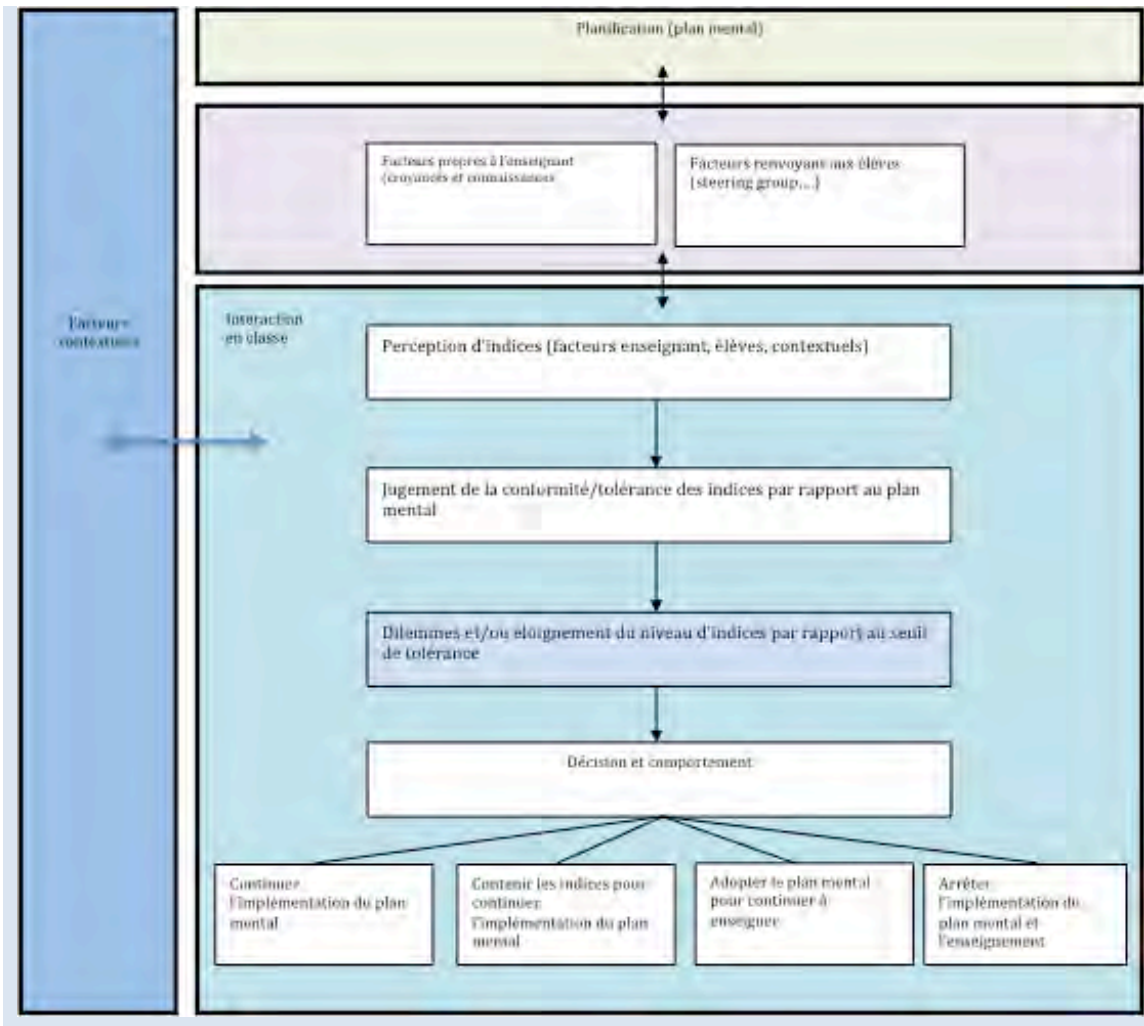 Planification (plan mental)
Facteurs propres à l'enseignant
(croyances et connaissances
Facteurs renvoyant aux élèves
(steering group…)
Facteurs
contextuels
Interaction
en classe
Perception d'indices (facteurs enseignant, élèves, contextuels)
Jugement de la conformité/tolérance des indices par rapport au plan
mental
Dilemmes et/ou éloignement du niveau d'indices par rapport au seuil
de tolérance
Décision et comportement
Continuer
l'implémentation du plan
mental
Contenir les indices pour
continuer
l'implémentation du plan
mental
Adopter le plan mental
pour continuer à
enseigner
Arrêter
l'implémentation du
plan mental et
l'enseignement